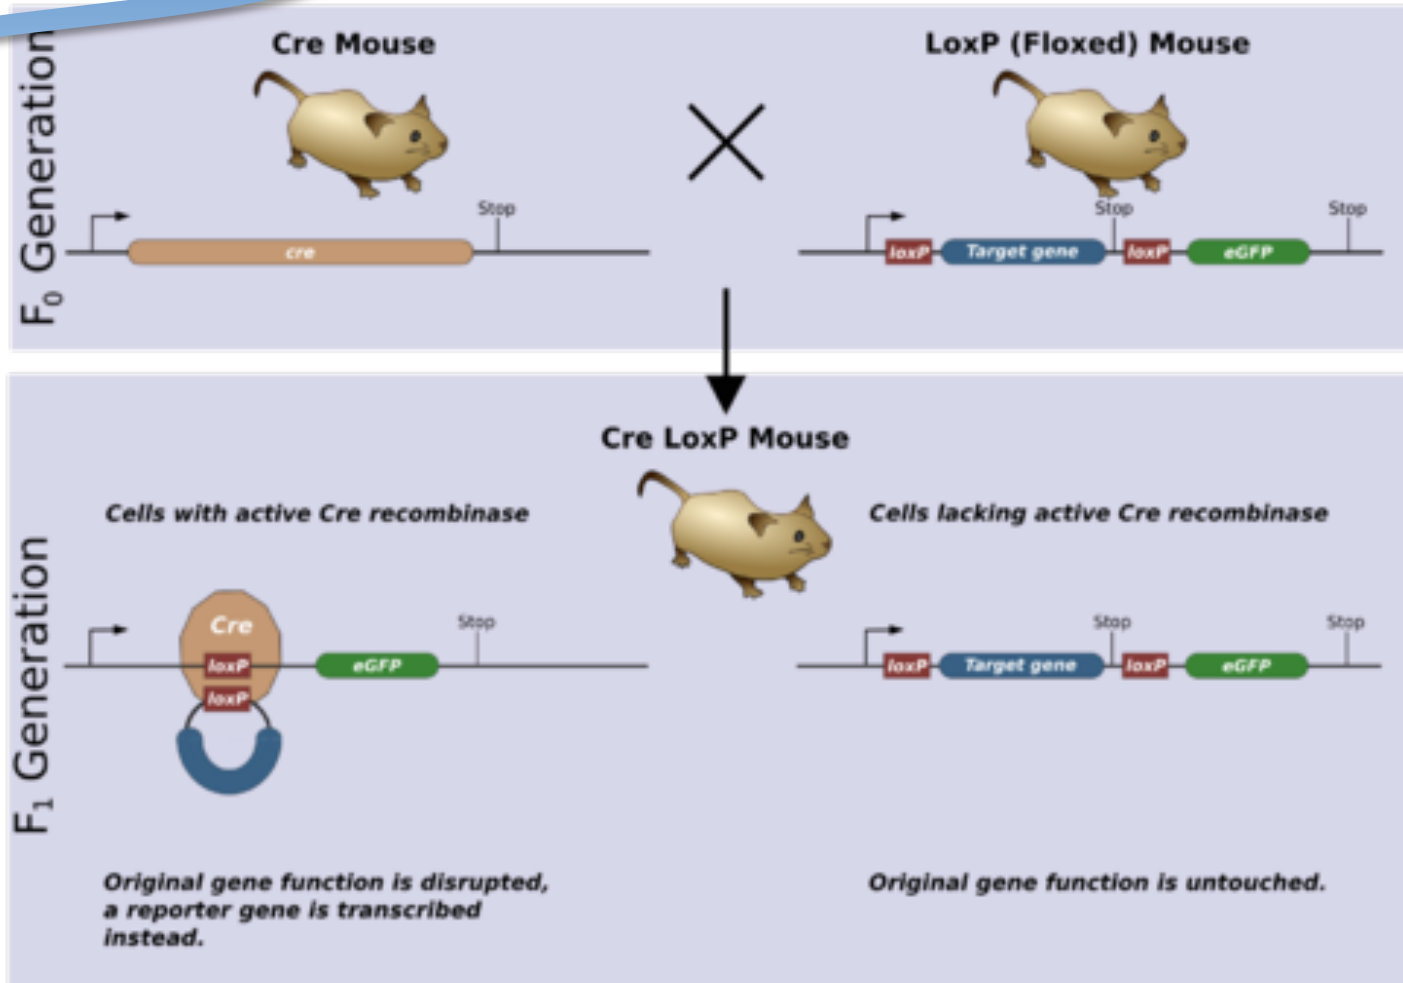 F₀ Generation
Cre Mouse
LoxP (Floxed) Mouse
Stop
cre
Stop
Stop
loxP
Target gene
loxP
eGFP
F₁ Generation
Cre LoxP Mouse
Cells with active Cre recombinase
Cells lacking active Cre recombinase
Cre
loxP
loxP
eGFP
Stop
Stop
Stop
loxP
Target gene
loxP
eGFP
Original gene function is disrupted,
a reporter gene is transcribed
instead.
Original gene function is untouched.